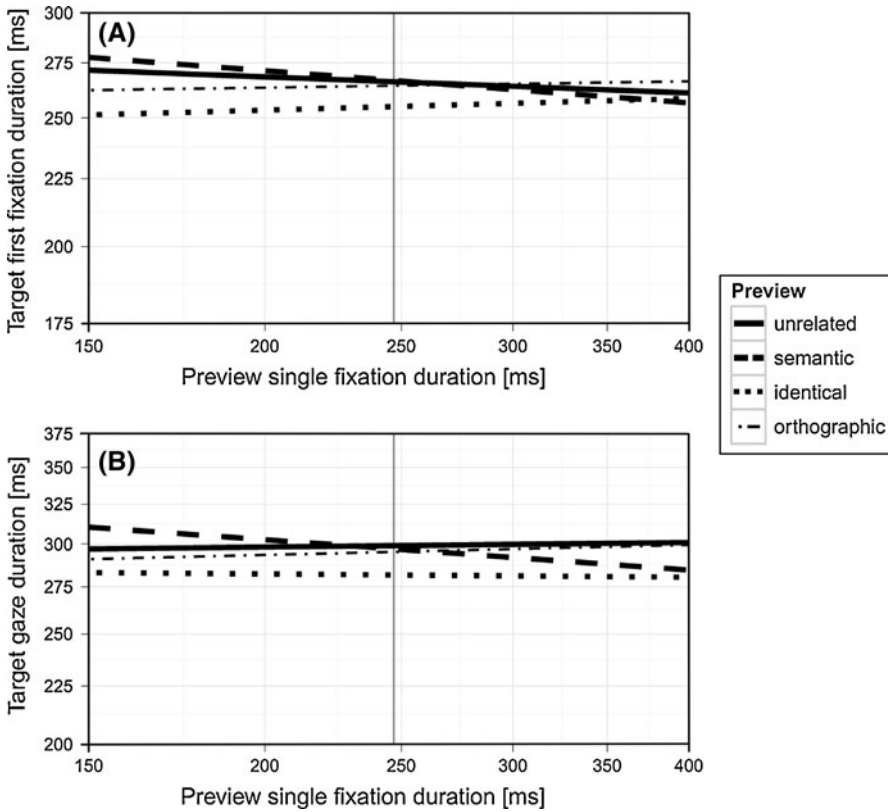 (A)
Target first fixation duration [ms]
300
275
250
225
200
175
150 200 250 300 350 400
Preview single fixation duration [ms]
(B)
Target gaze duration [ms]
375
350
325
300
275
250
225
200
150 200 250 300 350 400
Preview single fixation duration [ms]
Preview
unrelated
semantic
identical
orthographic